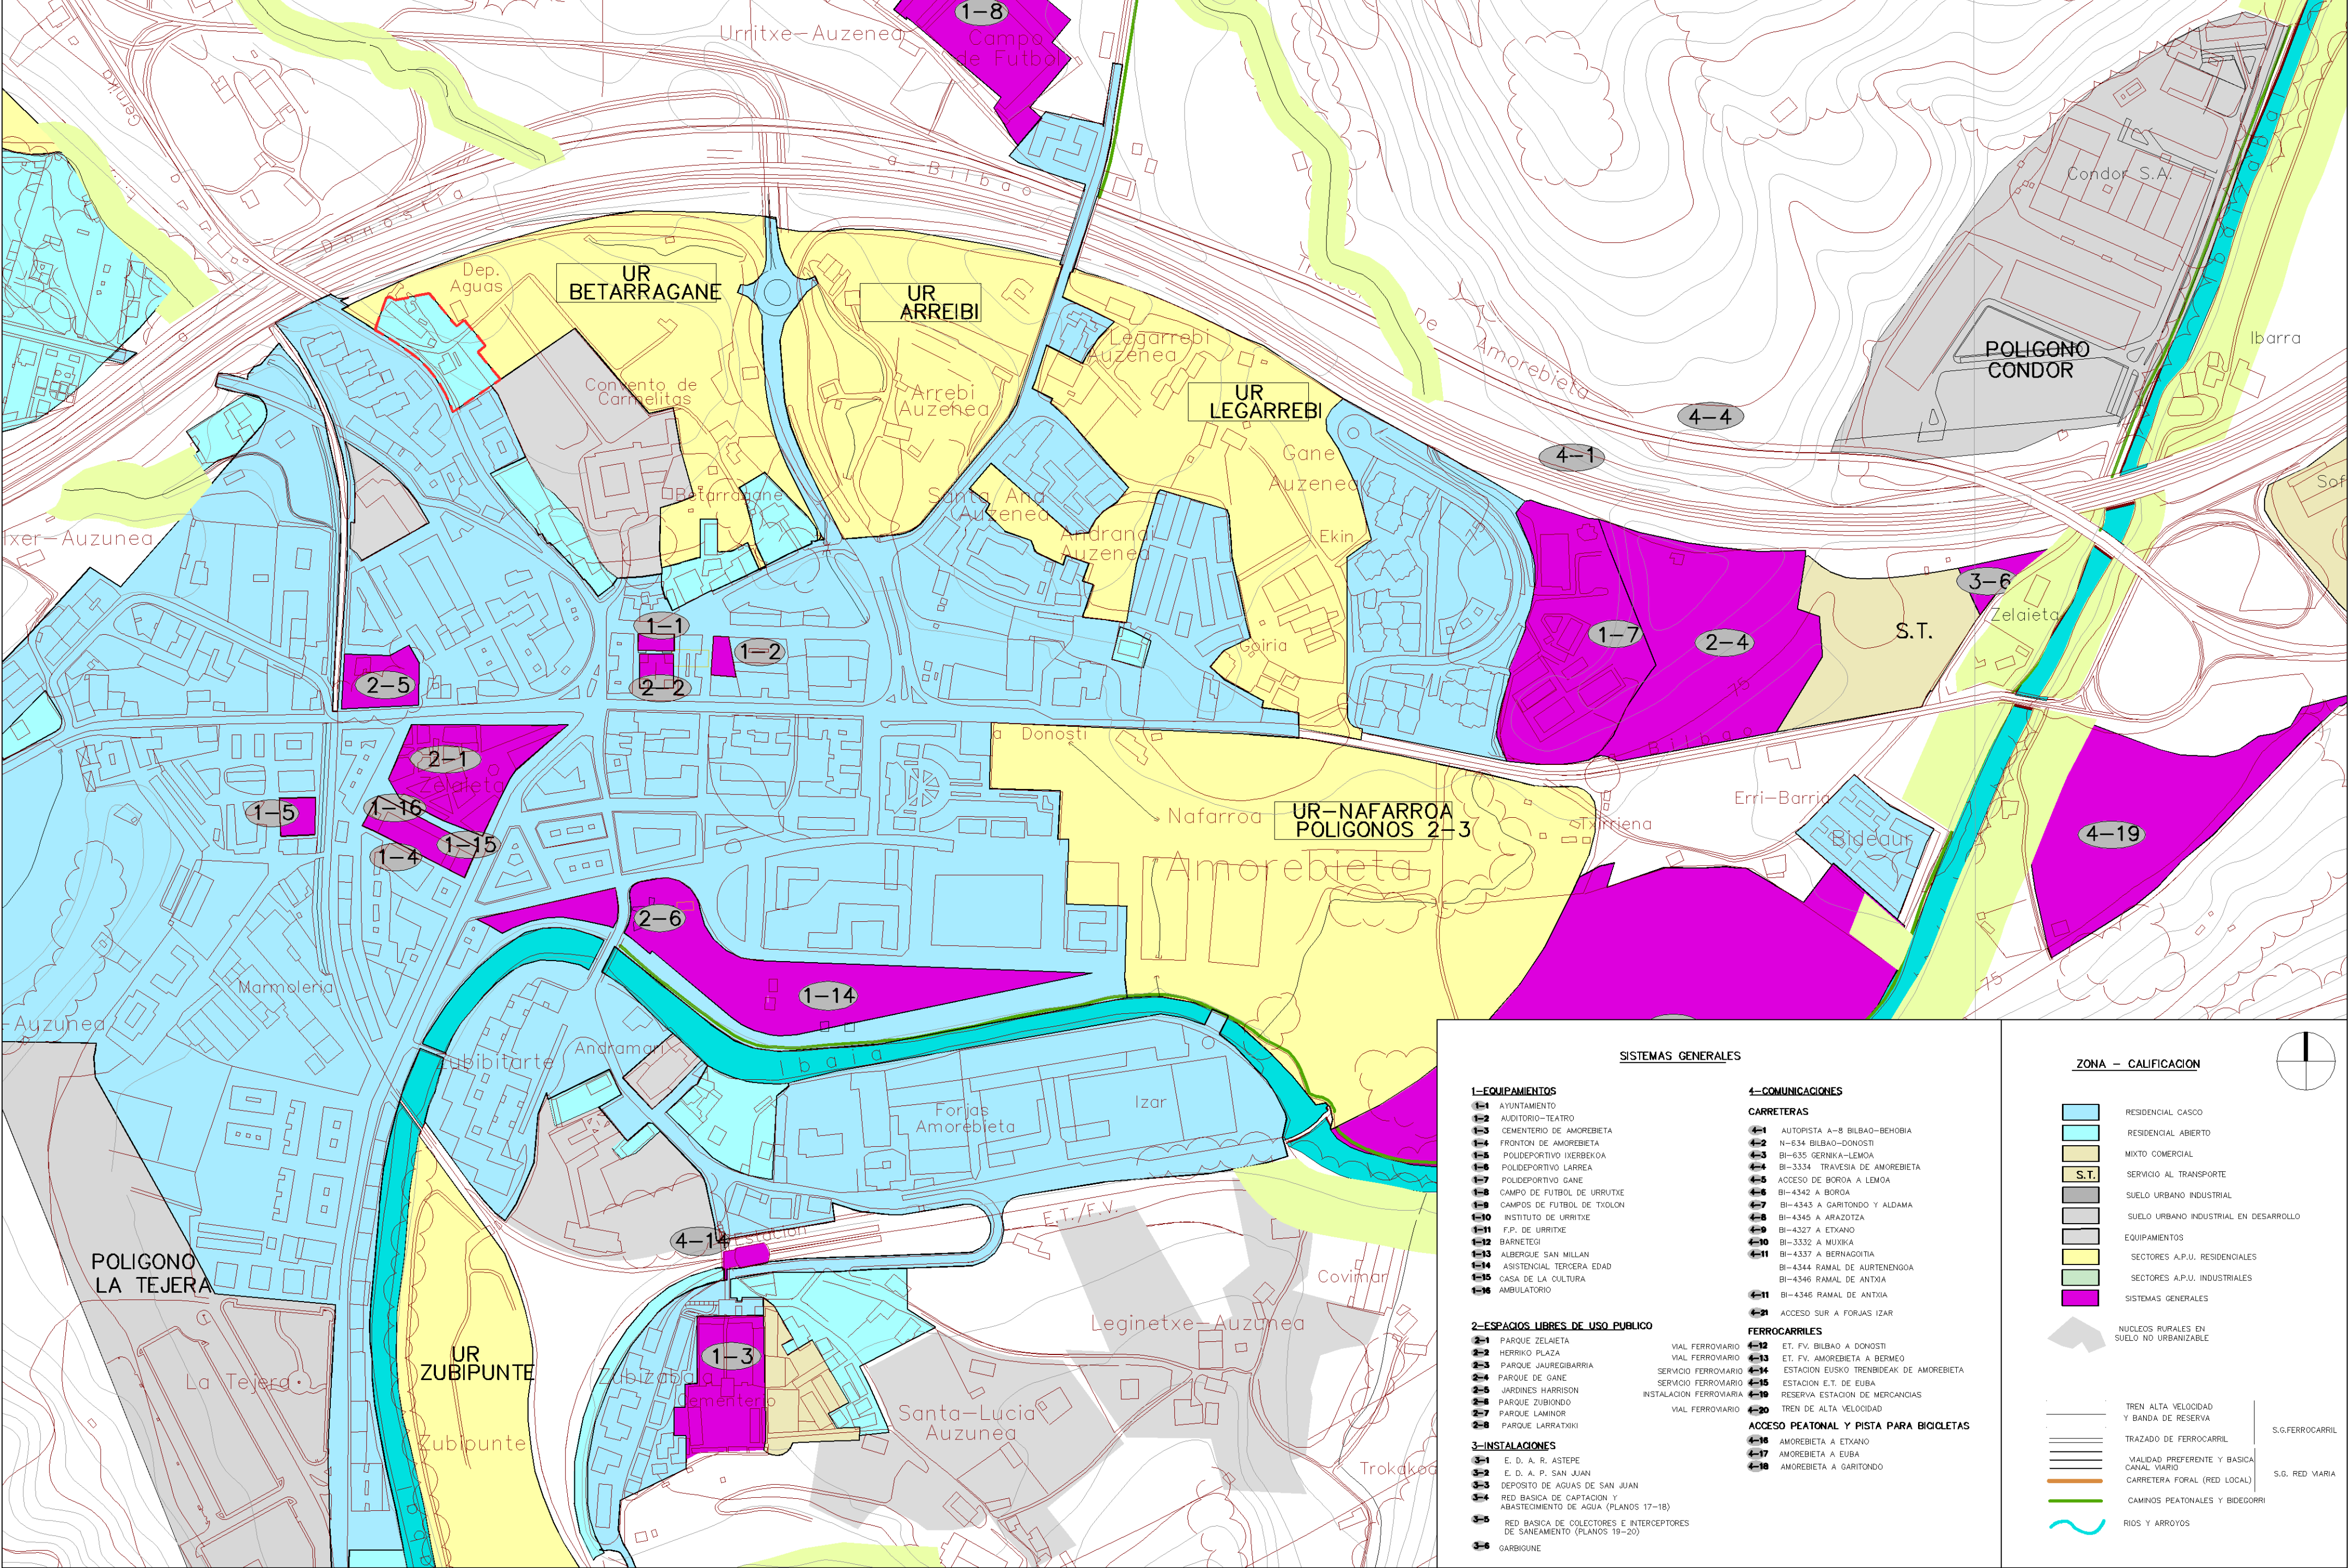 1-8
Urritxe-Auzenea
Campo
de Futbol
Gernika
Donostia
a Bilbao
Condor S.A.
Dep.
Aguas
UR
BETARRAGANE
UR
ARREIBI
Travesia De Amorebieta
Ibarra
Legarrebi
Auzenea
POLIGONO
CONDOR
Convento de
Carmelitas
Arrebi
Auzenea
UR
LEGARREBI
4-4
4-1
Gane
Auzenea
Betarragane
Santa Ana
Auzenea
Sof
Ixer-Auzunea
Andrandi
Auzenea
Ekin
3-6
Zelaieta
1-1
1-2
2-2
1-7
2-4
S.T.
Goiria
2-5
75
a Donosti
Bilbao
2-1
Zelaieta
Nafarroa
UR-NAFARROA
POLIGONOS 2-3
Erri-Barria
Txirriena
1-5
1-16
1-15
1-4
Bideaur
4-19
Amorebieta
2-6
75
Marmoleria
1-14
-Auzunea
Zubibitarte
Andramari
Ibaia
Forjas
Amorebieta
Izar
4-14
Estacion
E.T./F.V.
POLIGONO
LA TEJERA
Covimar
Leginetxe-Auzunea
UR
ZUBIPUNTE
1-3
La Tejera
Zubizabala
Cementerio
Santa-Lucia
Auzunea
Zubipunte
Trokakoa
SISTEMAS GENERALES
1-EQUIPAMIENTOS
1-1 AYUNTAMIENTO
1-2 AUDITORIO-TEATRO
1-3 CEMENTERIO DE AMOREBIETA
1-4 FRONTON DE AMOREBIETA
1-5 POLIDEPORTIVO IXERBEKOA
1-6 POLIDEPORTIVO LARREA
1-7 POLIDEPORTIVO GANE
1-8 CAMPO DE FUTBOL DE URRUTXE
1-9 CAMPOS DE FUTBOL DE TXOLON
1-10 INSTITUTO DE URRITXE
1-11 F.P. DE URRITXE
1-12 BARNETEGI
1-13 ALBERGUE SAN MILLAN
1-14 ASISTENCIAL TERCERA EDAD
1-15 CASA DE LA CULTURA
1-16 AMBULATORIO
2-ESPACIOS LIBRES DE USO PUBLICO
2-1 PARQUE ZELAIETA
2-2 HERRIKO PLAZA
2-3 PARQUE JAUREGIBARRIA
2-4 PARQUE DE GANE
2-5 JARDINES HARRISON
2-6 PARQUE ZUBIONDO
2-7 PARQUE LAMINOR
2-8 PARQUE LARRATXIKI
3-INSTALACIONES
3-1 E. D. A. R. ASTEPE
3-2 E. D. A. P. SAN JUAN
3-3 DEPOSITO DE AGUAS DE SAN JUAN
3-4 RED BASICA DE CAPTACION Y
ABASTECIMIENTO DE AGUA (PLANOS 17-18)
3-5 RED BASICA DE COLECTORES E INTERCEPTORES
DE SANEAMIENTO (PLANOS 19-20)
3-6 GARBIGUNE
4-COMUNICACIONES
CARRETERAS
4-1 AUTOPISTA A-8 BILBAO-BEHOBIA
4-2 N-634 BILBAO-DONOSTI
4-3 BI-635 GERNIKA-LEMOA
4-4 BI-3334 TRAVESIA DE AMOREBIETA
4-5 ACCESO DE BOROA A LEMOA
4-6 BI-4342 A BOROA
4-7 BI-4343 A GARITONDO Y ALDAMA
4-8 BI-4345 A ARAZOTZA
4-9 BI-4327 A ETXANO
4-10 BI-3332 A MUXIKA
4-11 BI-4337 A BERNAGOITIA
BI-4344 RAMAL DE AURTENENGOA
BI-4346 RAMAL DE ANTXIA
4-11 BI-4346 RAMAL DE ANTXIA
4-21 ACCESO SUR A FORJAS IZAR
FERROCARRILES
VIAL FERROVIARIO 4-12 ET. FV. BILBAO A DONOSTI
VIAL FERROVIARIO 4-13 ET. FV. AMOREBIETA A BERMEO
SERVICIO FERROVIARIO 4-14 ESTACION EUSKO TRENBIDEAK DE AMOREBIETA
SERVICIO FERROVIARIO 4-15 ESTACION E.T. DE EUBA
INSTALACION FERROVIARIA 4-19 RESERVA ESTACION DE MERCANCIAS
VIAL FERROVIARIO 4-20 TREN DE ALTA VELOCIDAD
ACCESO PEATONAL Y PISTA PARA BICICLETAS
4-16 AMOREBIETA A ETXANO
4-17 AMOREBIETA A EUBA
4-18 AMOREBIETA A GARITONDO
ZONA - CALIFICACION
RESIDENCIAL CASCO
RESIDENCIAL ABIERTO
MIXTO COMERCIAL
S.T. SERVICIO AL TRANSPORTE
SUELO URBANO INDUSTRIAL
SUELO URBANO INDUSTRIAL EN DESARROLLO
EQUIPAMIENTOS
SECTORES A.P.U. RESIDENCIALES
SECTORES A.P.U. INDUSTRIALES
SISTEMAS GENERALES
NUCLEOS RURALES EN
SUELO NO URBANIZABLE
TREN ALTA VELOCIDAD
Y BANDA DE RESERVA
S.G.FERROCARRIL
TRAZADO DE FERROCARRIL
VIALIDAD PREFERENTE Y BASICA
CANAL VIARIO
S.G. RED VIARIA
CARRETERA FORAL (RED LOCAL)
CAMINOS PEATONALES Y BIDEGORRI
RIOS Y ARROYOS